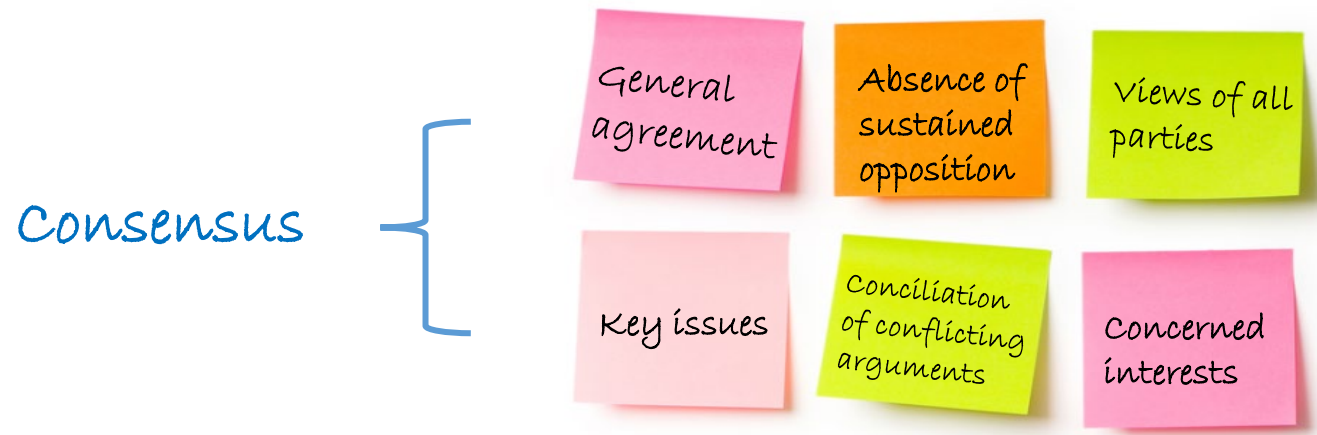 Consensus
General
agreement
Absence of
sustained
opposition
Views of all
parties
Key issues
Conciliation
of conflicting
arguments
Concerned
interests